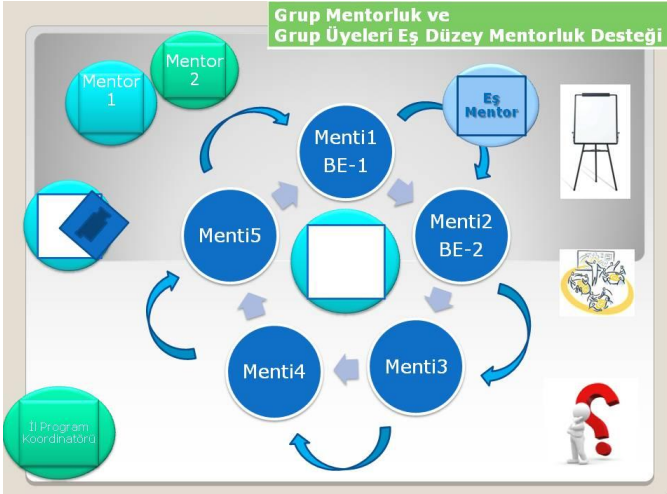 Grup Mentorluk ve
Grup Üyeleri Eş Düzey Mentorluk Desteği
Mentor
1
Mentor
2
Eş
Mentor
Menti1
BE-1
Menti2
BE-2
Menti3
Menti4
Menti5
İl Program
Koordinatörü